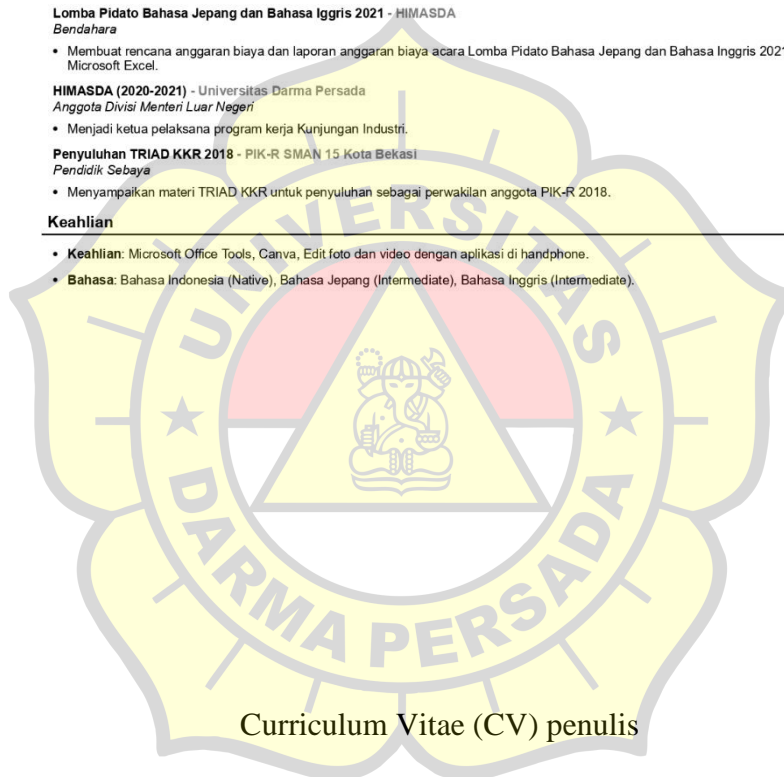 Lomba Pidato Bahasa Jepang dan Bahasa Iggris 2021 - HIMASDA
Bendahara
• Membuat rencana anggaran biaya dan laporan anggaran biaya acara Lomba Pidato Bahasa Jepang dan Bahasa Inggris 2021
Microsoft Excel.
HIMASDA (2020-2021) - Universitas Darma Persada
Anggota Divisi Menteri Luar Negeri
• Menjadi ketua pelaksana program kerja Kunjungan Industri.
Penyuluhan TRIAD KKR 2018 - PIK-R SMAN 15 Kota Bekasi
Pendidik Sebaya
• Menyampaikan materi TRIAD KKR untuk penyuluhan sebagai perwakilan anggota PIK-R 2018.
Keahlian
• Keahlian: Microsoft Office Tools, Canva, Edit foto dan video dengan aplikasi di handphone.
• Bahasa: Bahasa Indonesia (Native), Bahasa Jepang (Intermediate), Bahasa Inggris (Intermediate).
UNIVERSITAS
DARMA PERSADA
Curriculum Vitae (CV) penulis